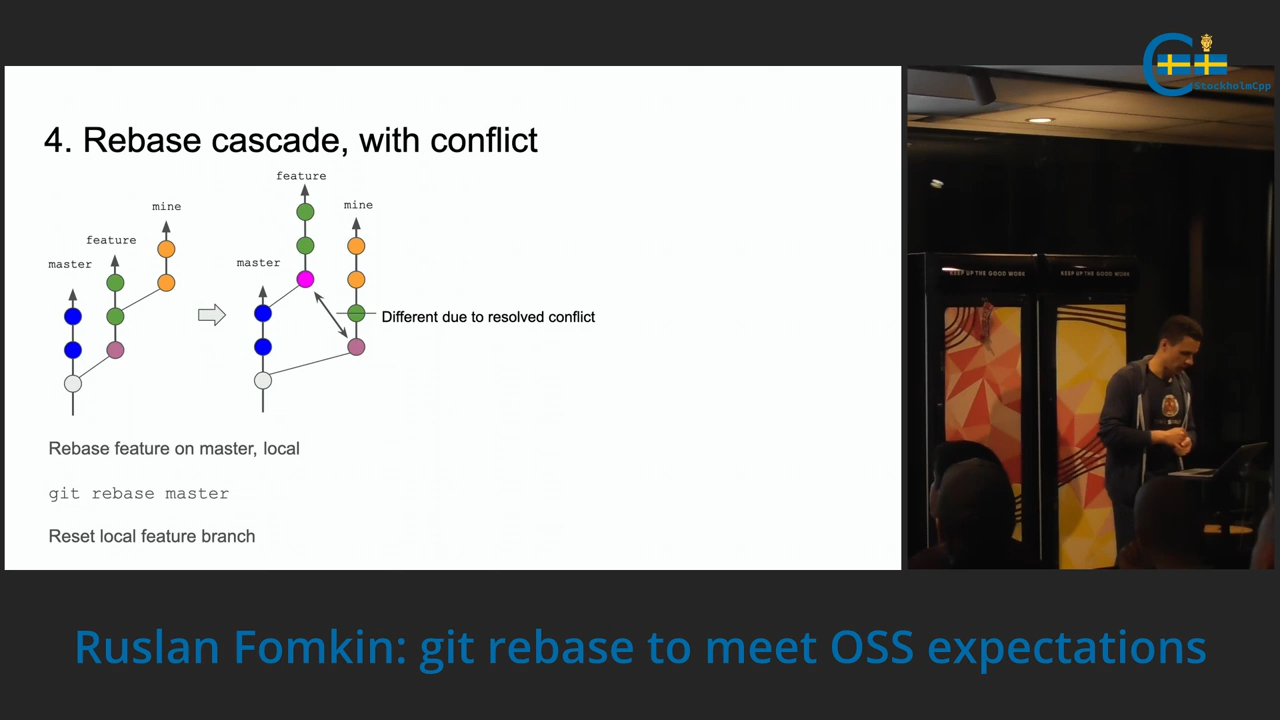 StockholmCpp
4. Rebase cascade, with conflict
feature
mine
mine
feature
master
master
Different due to resolved conflict
Rebase feature on master, local
git rebase master
Reset local feature branch
KEEP UP THE GOOD WORK
KEEP UP THE GOOD WORK
Ruslan Fomkin: git rebase to meet OSS expectations